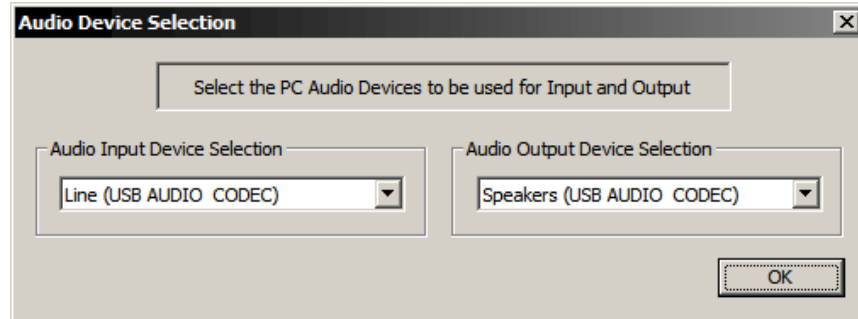 Audio Device Selection
Select the PC Audio Devices to be used for Input and Output
Audio Input Device Selection
Line (USB AUDIO  CODEC)
Audio Output Device Selection
Speakers (USB AUDIO  CODEC)
OK